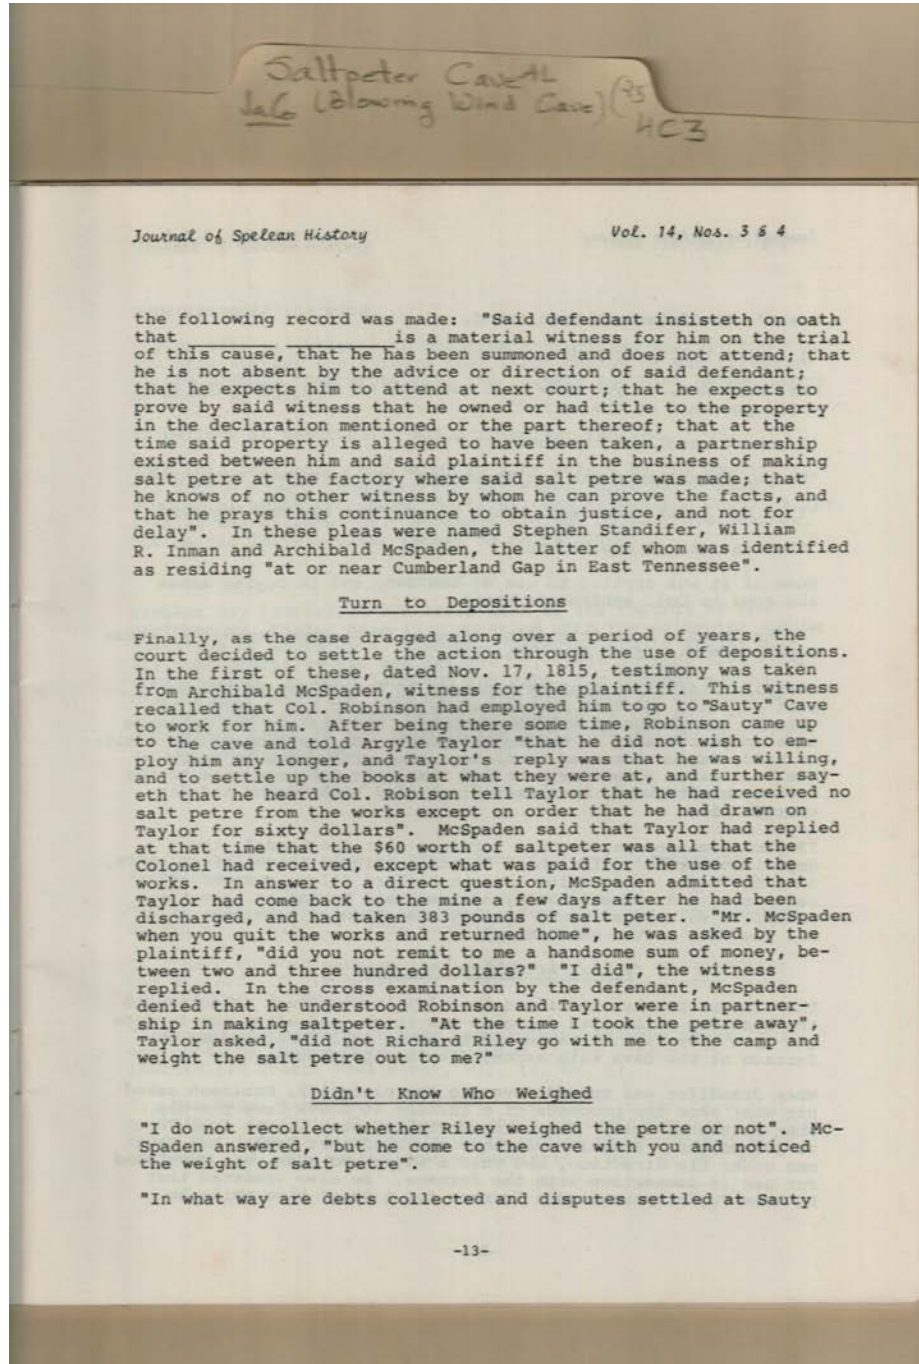 Saltpeter Cave AL
JaCo (Blowing Wind Cave)
HC3
Journal of Spelean History Vol. 14, Nos. 3 & 4
the following record was made: "Said defendant insisteth on oath
that _________ ___________is a material witness for him on the trial
of this cause, that he has been summoned and does not attend; that
he is not absent by the advice or direction of said defendant;
that he expects him to attend at next court; that he expects to
prove by said witness that he owned or had title to the property
in the declaration mentioned or the part thereof; that at the
time said property is alleged to have been taken, a partnership
existed between him and said plaintiff in the business of making
salt petre at the factory where said salt petre was made; that
he knows of no other witness by whom he can prove the facts, and
that he prays this continuance to obtain justice, and not for
delay". In these pleas were named Stephen Standifer, William
R. Inman and Archibald McSpaden, the latter of whom was identified
as residing "at or near Cumberland Gap in East Tennessee".
Turn to Depositions
Finally, as the case dragged along over a period of years, the
court decided to settle the action through the use of depositions.
In the first of these, dated Nov. 17, 1815, testimony was taken
from Archibald McSpaden, witness for the plaintiff. This witness
recalled that Col. Robinson had employed him to go to "Sauty" Cave
to work for him. After being there some time, Robinson came up
to the cave and told Argyle Taylor "that he did not wish to em-
ploy him any longer, and Taylor's reply was that he was willing,
and to settle up the books at what they were at, and further say-
eth that he heard Col. Robison tell Taylor that he had received no
salt petre from the works except on order that he had drawn on
Taylor for sixty dollars". McSpaden said that Taylor had replied
at that time that the $60 worth of saltpeter was all that the
Colonel had received, except what was paid for the use of the
works. In answer to a direct question, McSpaden admitted that
Taylor had come back to the mine a few days after he had been
discharged, and had taken 383 pounds of salt peter. "Mr. McSpaden
when you quit the works and returned home", he was asked by the
plaintiff, "did you not remit to me a handsome sum of money, be-
tween two and three hundred dollars?" "I did", the witness
replied. In the cross examination by the defendant, McSpaden
denied that he understood Robinson and Taylor were in partner-
ship in making saltpeter. "At the time I took the petre away",
Taylor asked, "did not Richard Riley go with me to the camp and
weight the salt petre out to me?"
Didn't Know Who Weighed
"I do not recollect whether Riley weighed the petre or not". Mc-
Spaden answered, "but he come to the cave with you and noticed
the weight of salt petre".
"In what way are debts collected and disputes settled at Sauty
-13-